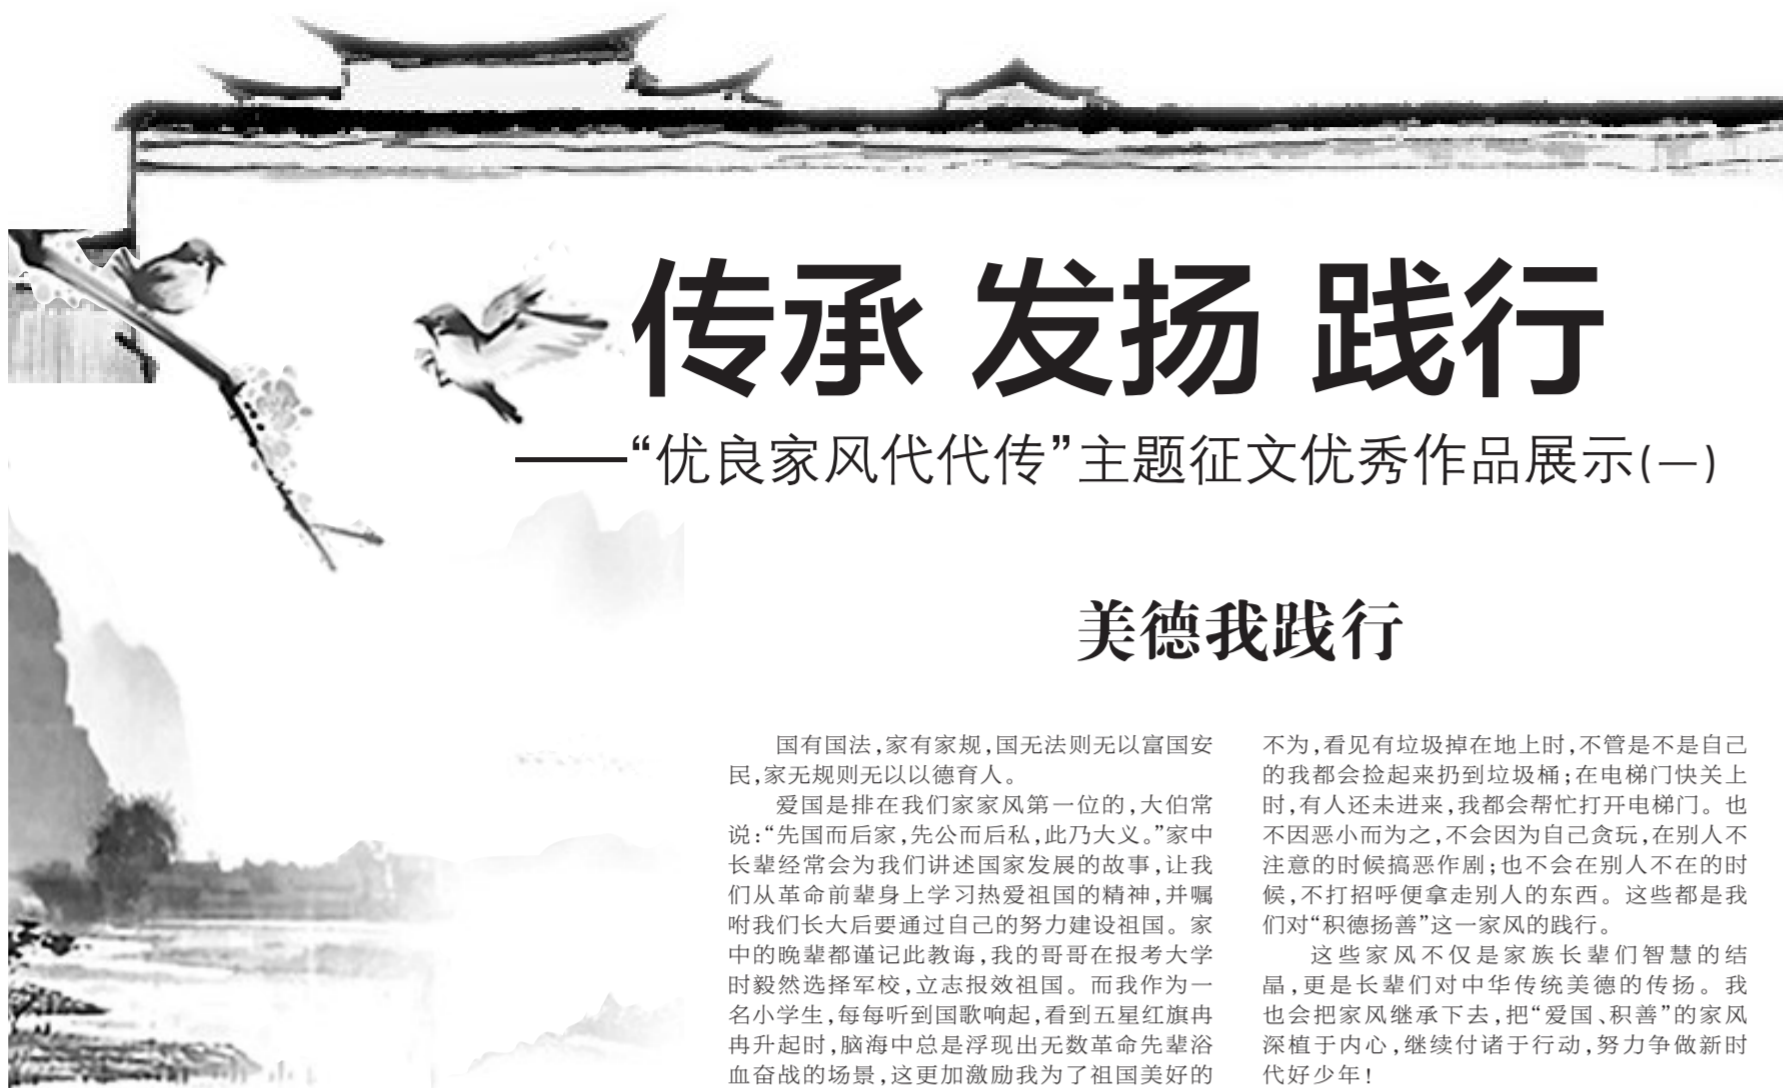 传承 发扬 践行
——“优良家风代代传”主题征文优秀作品展示(一)
美德我践行
国有国法,家有家规,国无法则无以富国安
民,家无规则无以以德育人。
爱国是排在我们家家风第一位的,大伯常
说:“先国而后家,先公而后私,此乃大义。”家中
长辈经常会为我们讲述国家发展的故事,让我
们从革命前辈身上学习热爱祖国的精神,并嘱
咐我们长大后要通过自己的努力建设祖国。家
中的晚辈都谨记此教诲,我的哥哥在报考大学
时毅然选择军校,立志报效祖国。而我作为一
名小学生,每每听到国歌响起,看到五星红旗冉
冉升起时,脑海中总是浮现出无数革命先辈浴
血奋战的场景,这更加激励我为了祖国美好的
不为,看见有垃圾掉在地上时,不管是不是自己
的我都会捡起来扔到垃圾桶;在电梯门快关上
时,有人还未进来,我都会帮忙打开电梯门。也
不因恶小而为之,不会因为自己贪玩,在别人不
注意的时候搞恶作剧;也不会在别人不在的时
候,不打招呼便拿走别人的东西。这些都是我
们对“积德扬善”这一家风的践行。
这些家风不仅是家族长辈们智慧的结
晶,更是长辈们对中华传统美德的传扬。我
也会把家风继承下去,把“爱国、积善”的家风
深植于内心,继续付诸于行动,努力争做新时
代好少年!